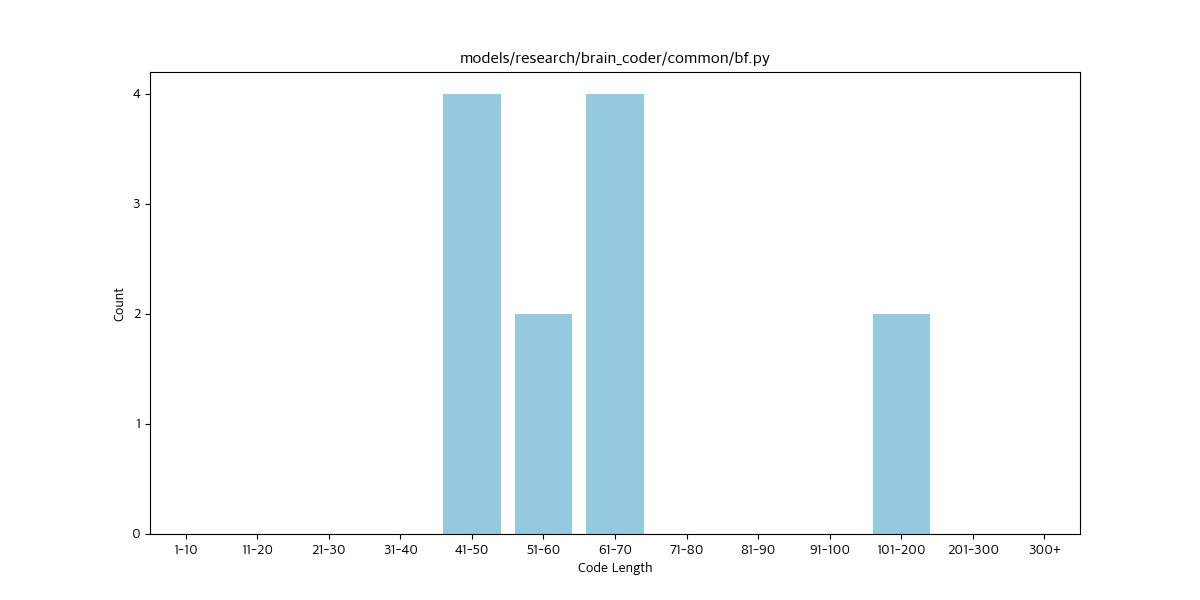 models/research/brain_coder/common/bf.py
4
3
2
1
0
Count
1-10 11-20 21-30 31-40 41-50 51-60 61-70 71-80 81-90 91-100 101-200 201-300 300+
Code Length